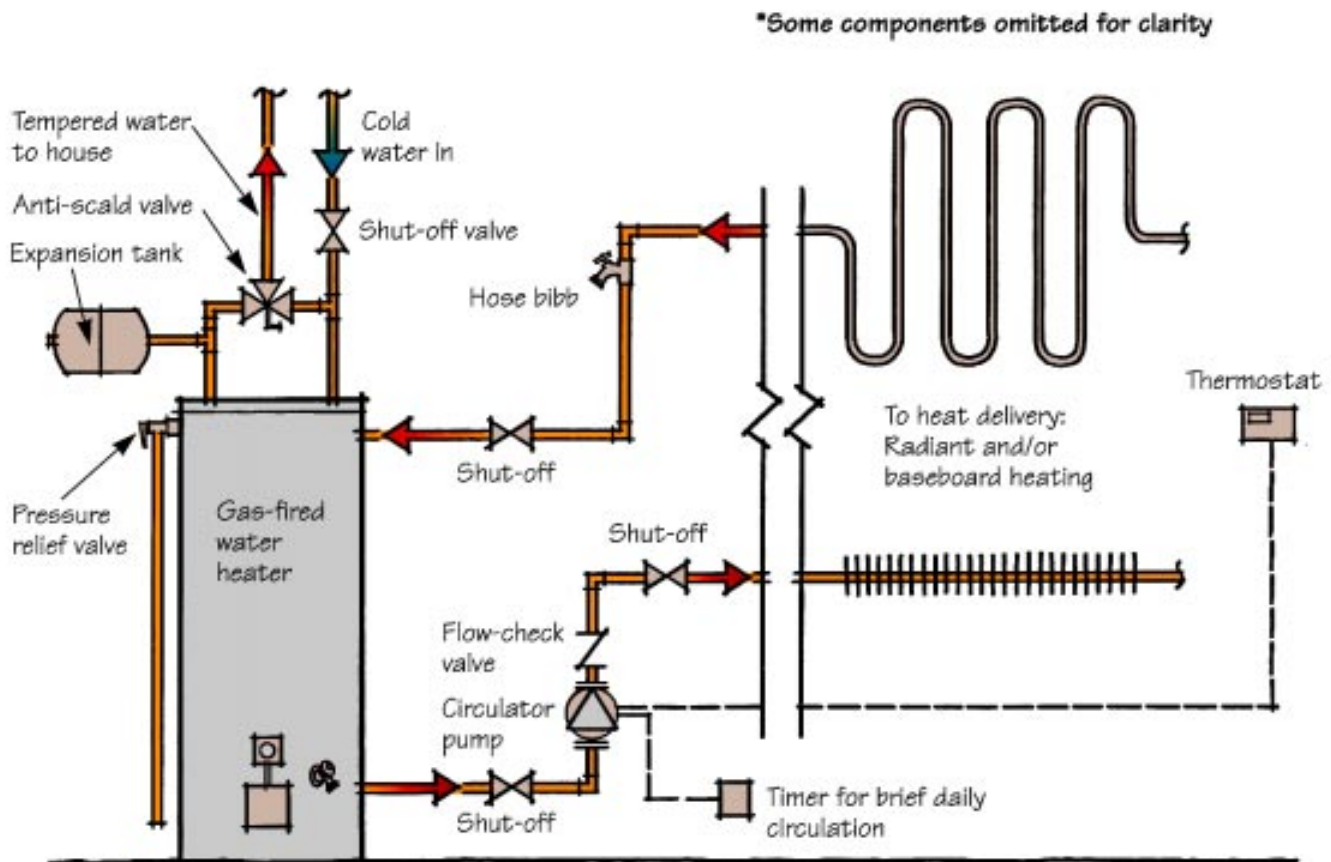 *Some components omitted for clarity
Tempered water
to house
Cold
water in
Anti-scald valve
Shut-off valve
Expansion tank
Hose bibb
Thermostat
To heat delivery:
Radiant and/or
baseboard heating
Shut-off
Pressure
relief valve
Gas-fired
water
heater
Shut-off
Flow-check
valve
Circulator
pump
Timer for brief daily
circulation
Shut-off